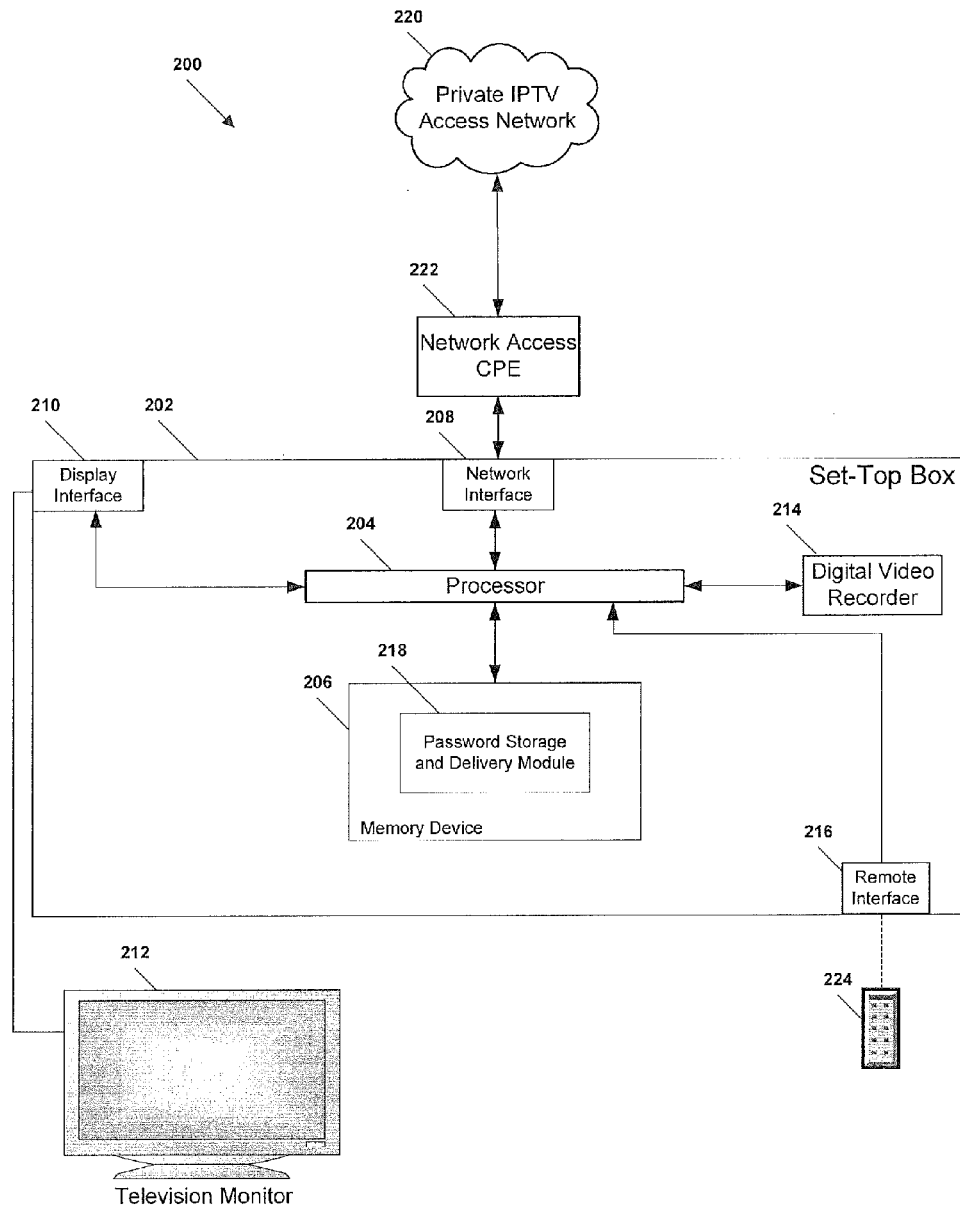 220
200
Private IPTV
Access Network
222
Network Access
CPE
210
202
208
Display
Interface
Network
Interface
Set-Top Box
204
214
Processor
Digital Video
Recorder
218
206
Password Storage
and Delivery Module
Memory Device
216
Remote
Interface
212
224
Television Monitor